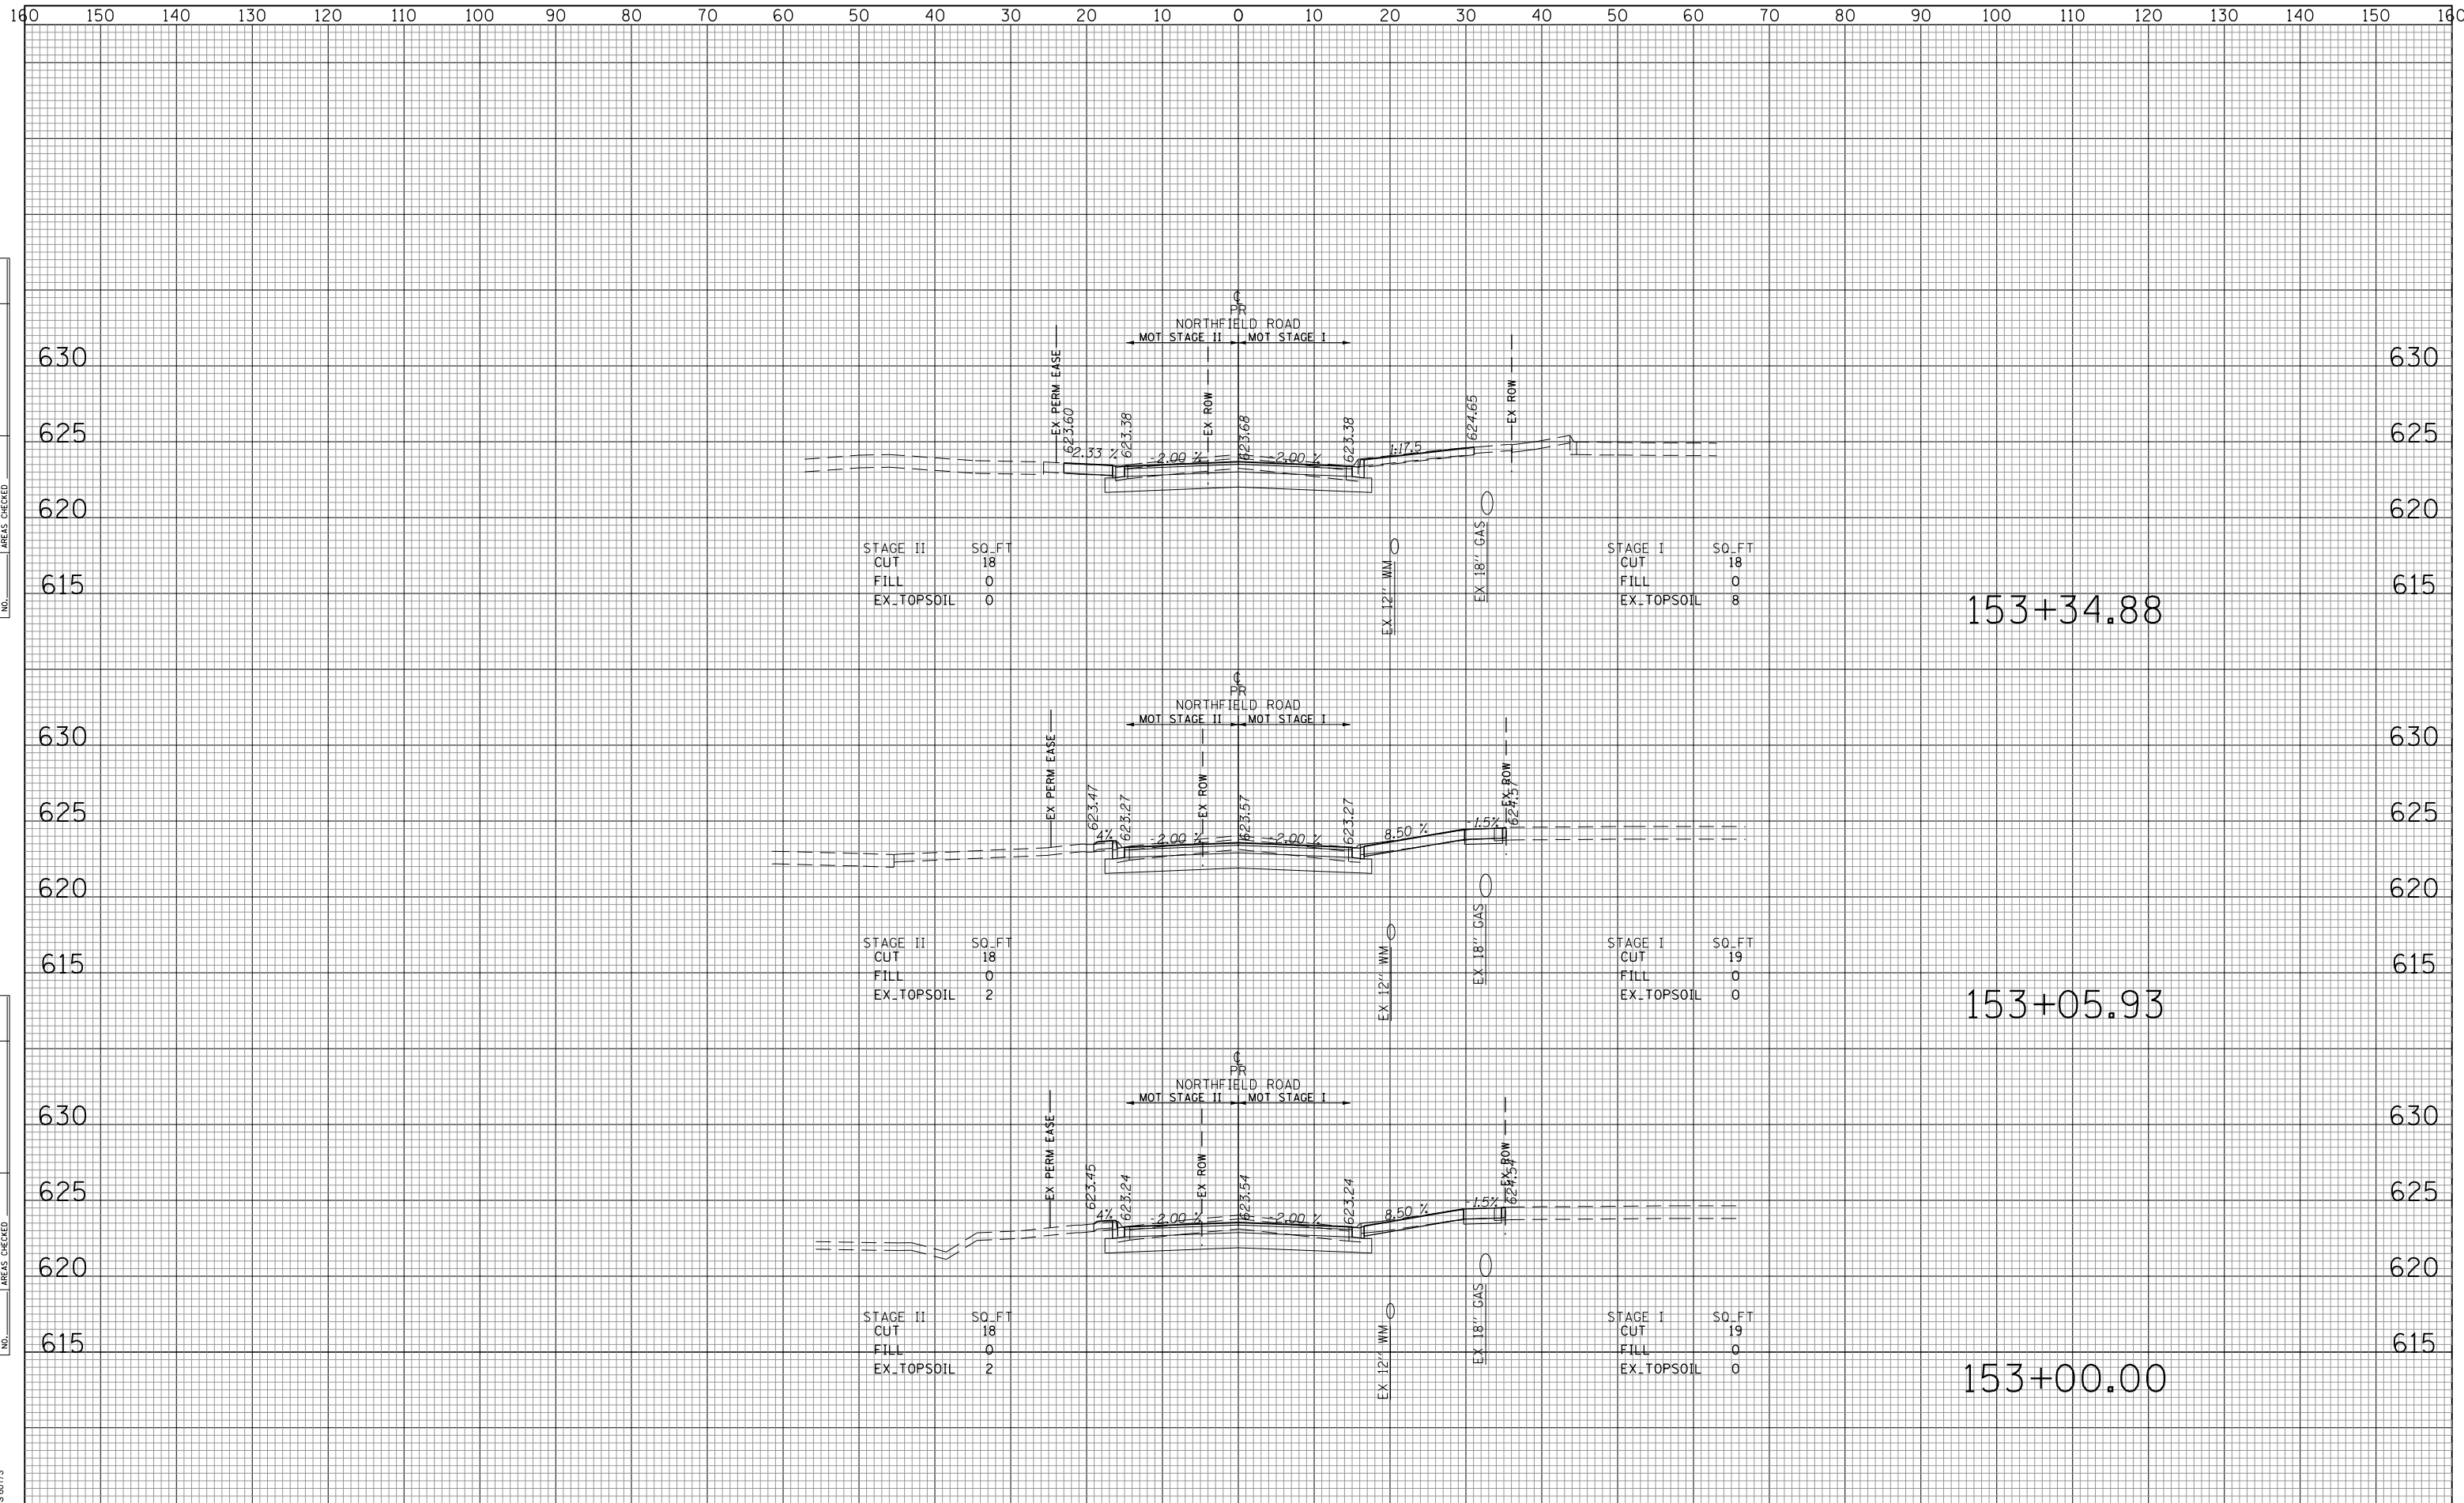 160 150 140 130 120 110 100 90 80 70 60 50 40 30 20 10 0 10 20 30 40 50 60 70 80 90 100 110 120 130 140 150 160
℄
PR
NORTHFIELD ROAD
MOT STAGE II MOT STAGE I
630 630
625 625
620 620
615 615
EX PERM EASE
623.60
623.38
EX ROW
623.68
623.38
624.65
EX ROW
2.33 % -2.00 % -2.00 % 1:17.5
EX 12'' WM
EX 18'' GAS
STAGE II SQ_FT
CUT 18
FILL 0
EX_TOPSOIL 0
STAGE I SQ_FT
CUT 18
FILL 0
EX_TOPSOIL 8
153+34.88
℄
PR
NORTHFIELD ROAD
MOT STAGE II MOT STAGE I
630 630
625 625
620 620
615 615
EX PERM EASE
623.47
623.27
EX ROW
623.57
623.27
EX ROW
624.57
4% -2.00 % -2.00 % 8.50 % -1.5%
EX 12'' WM
EX 18'' GAS
STAGE II SQ_FT
CUT 18
FILL 0
EX_TOPSOIL 2
STAGE I SQ_FT
CUT 19
FILL 0
EX_TOPSOIL 0
153+05.93
℄
PR
NORTHFIELD ROAD
MOT STAGE II MOT STAGE I
630 630
625 625
620 620
615 615
EX PERM EASE
623.45
623.24
EX ROW
623.54
623.24
EX ROW
624.54
4% -2.00 % -2.00 % 8.50 % -1.5%
EX 12'' WM
EX 18'' GAS
STAGE II SQ_FT
CUT 18
FILL 0
EX_TOPSOIL 2
STAGE I SQ_FT
CUT 19
FILL 0
EX_TOPSOIL 0
153+00.00
AREAS CHECKED
NO.
AREAS CHECKED
NO.